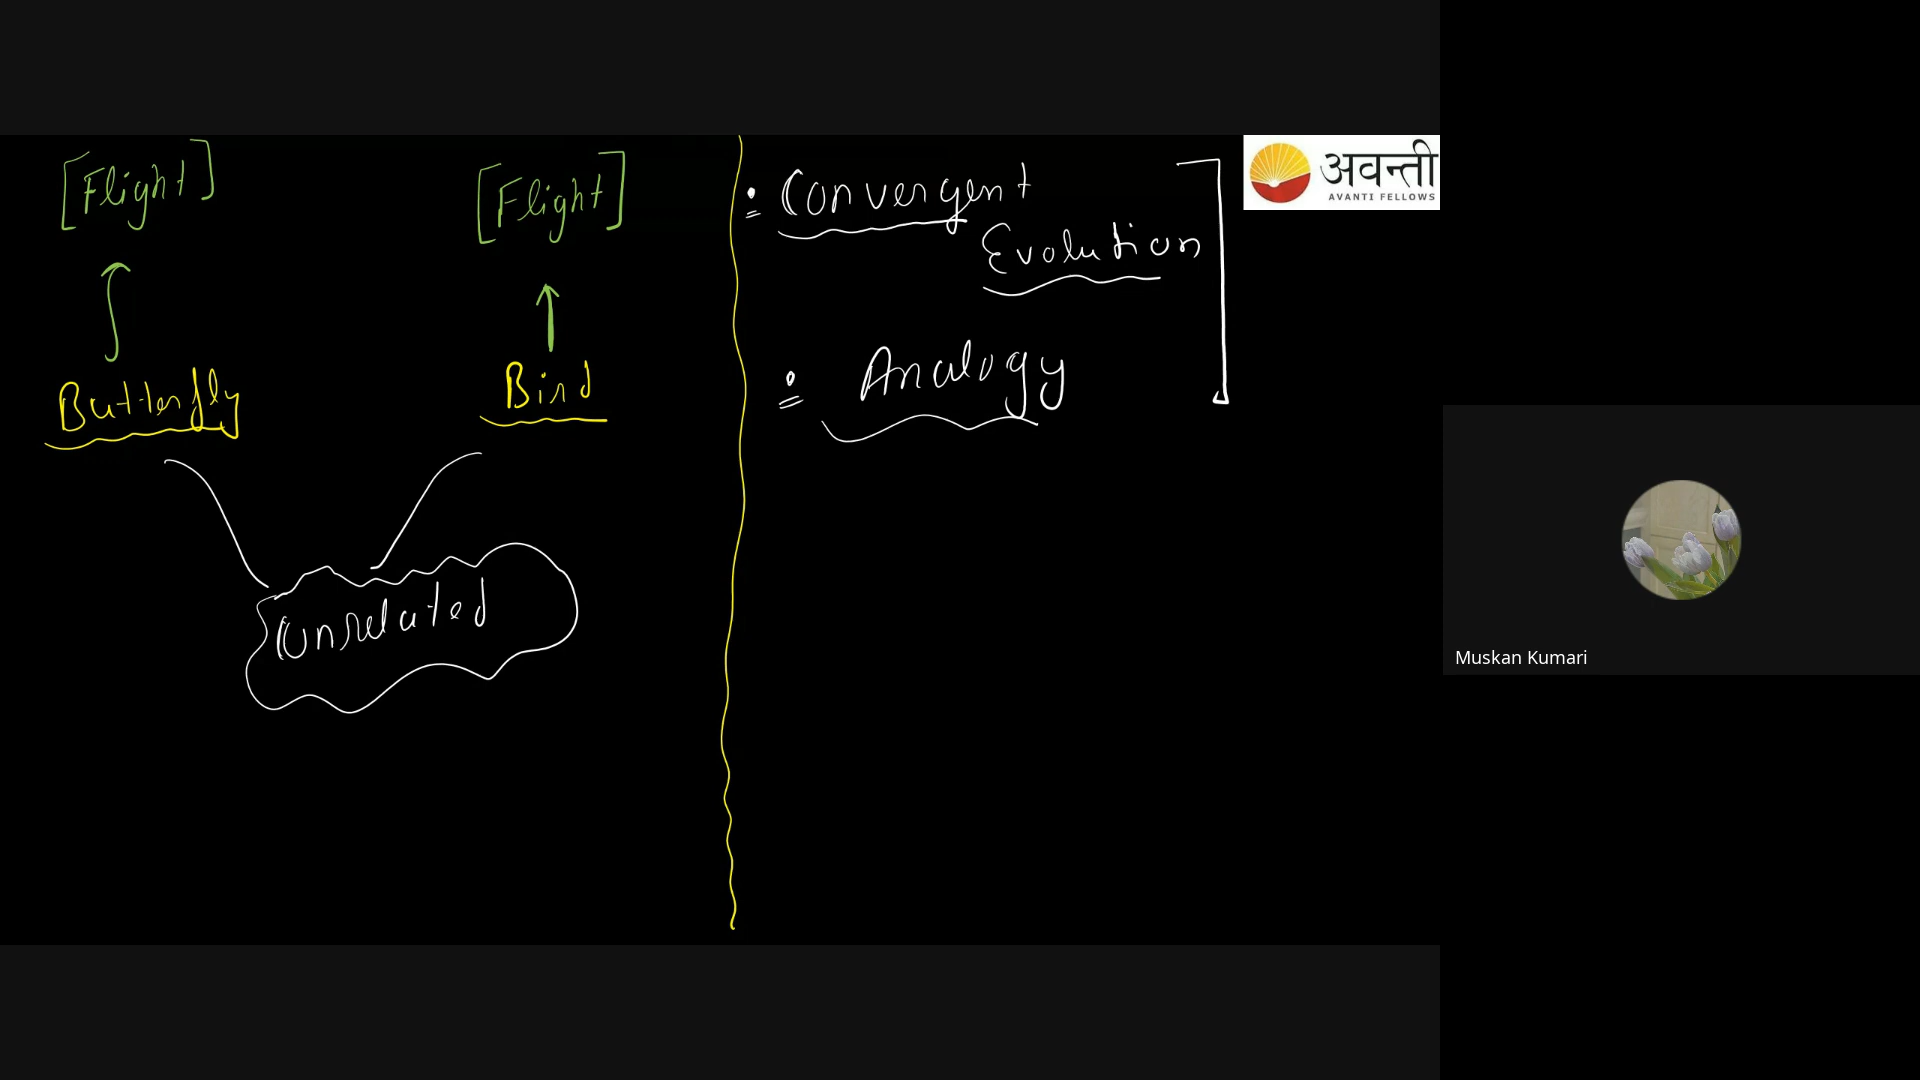 [Flight]
[Flight]
Butterfly
Bird
Unrelated
: Convergent
Evolution
: Analogy
अवन्ती
AVANTI FELLOWS
Muskan Kumari